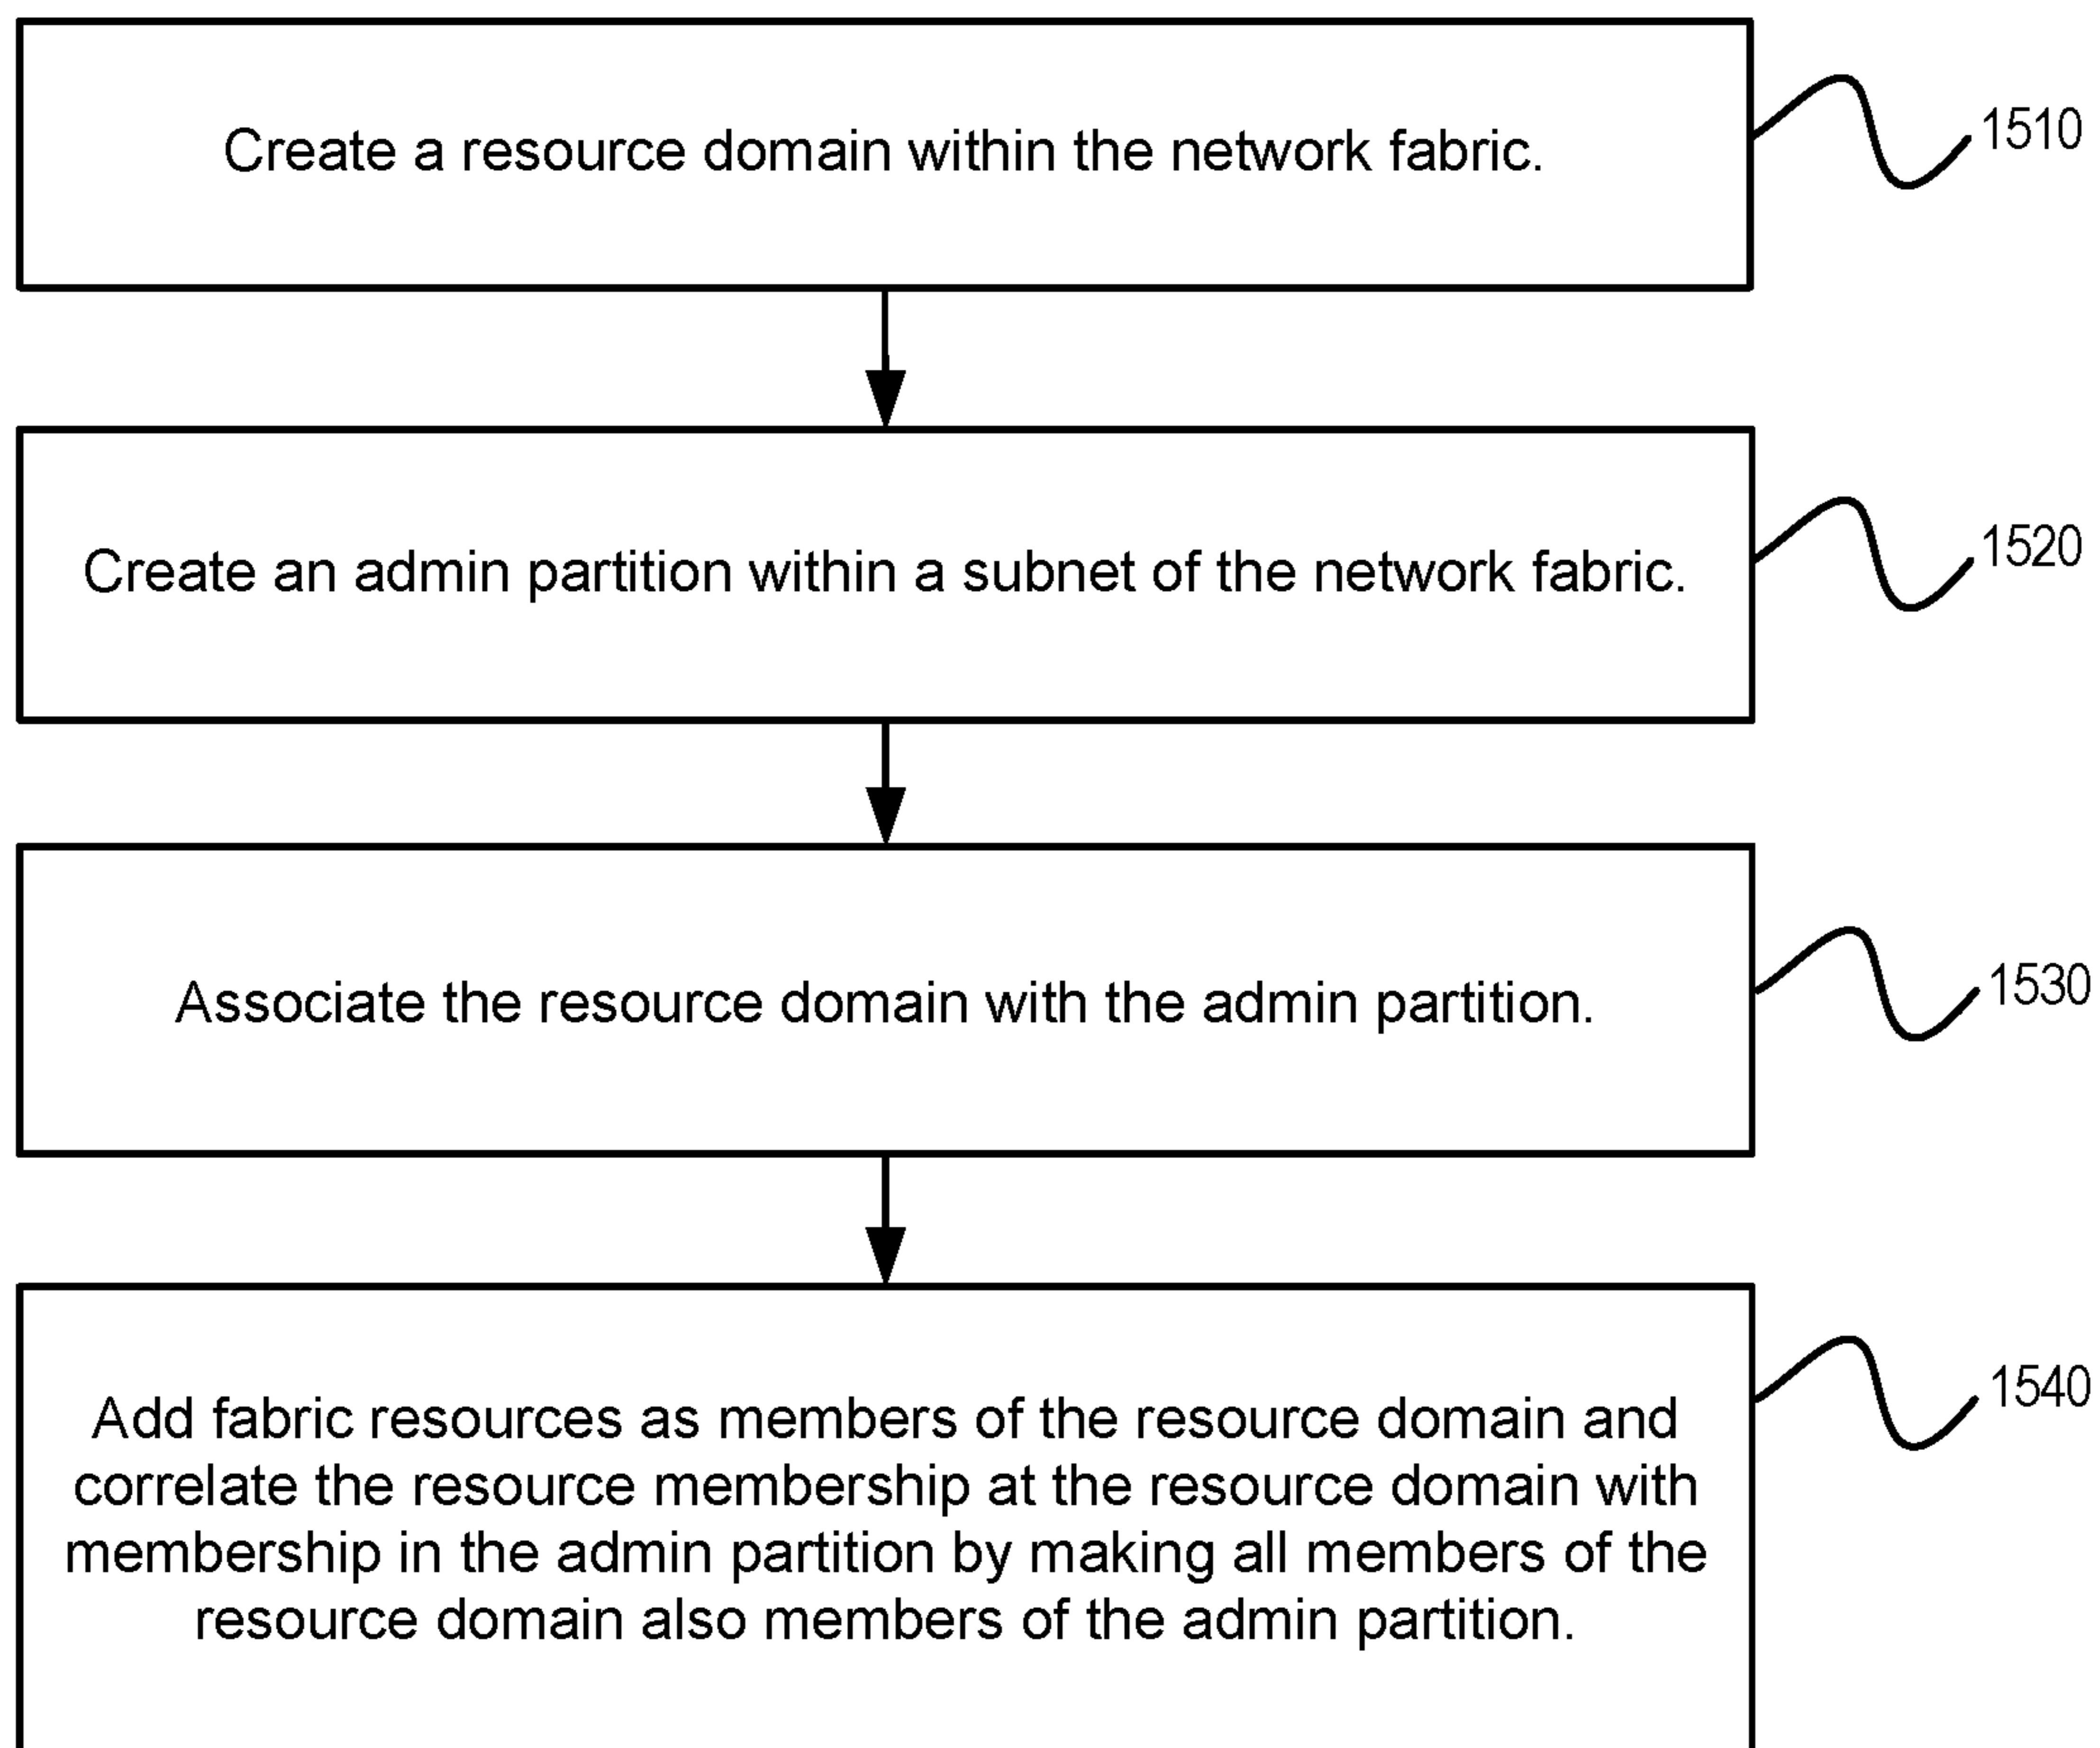 Create a resource domain within the network fabric.
1510
Create an admin partition within a subnet of the network fabric.
1520
Associate the resource domain with the admin partition.
1530
Add fabric resources as members of the resource domain and
correlate the resource membership at the resource domain with
membership in the admin partition by making all members of the
resource domain also members of the admin partition.
1540